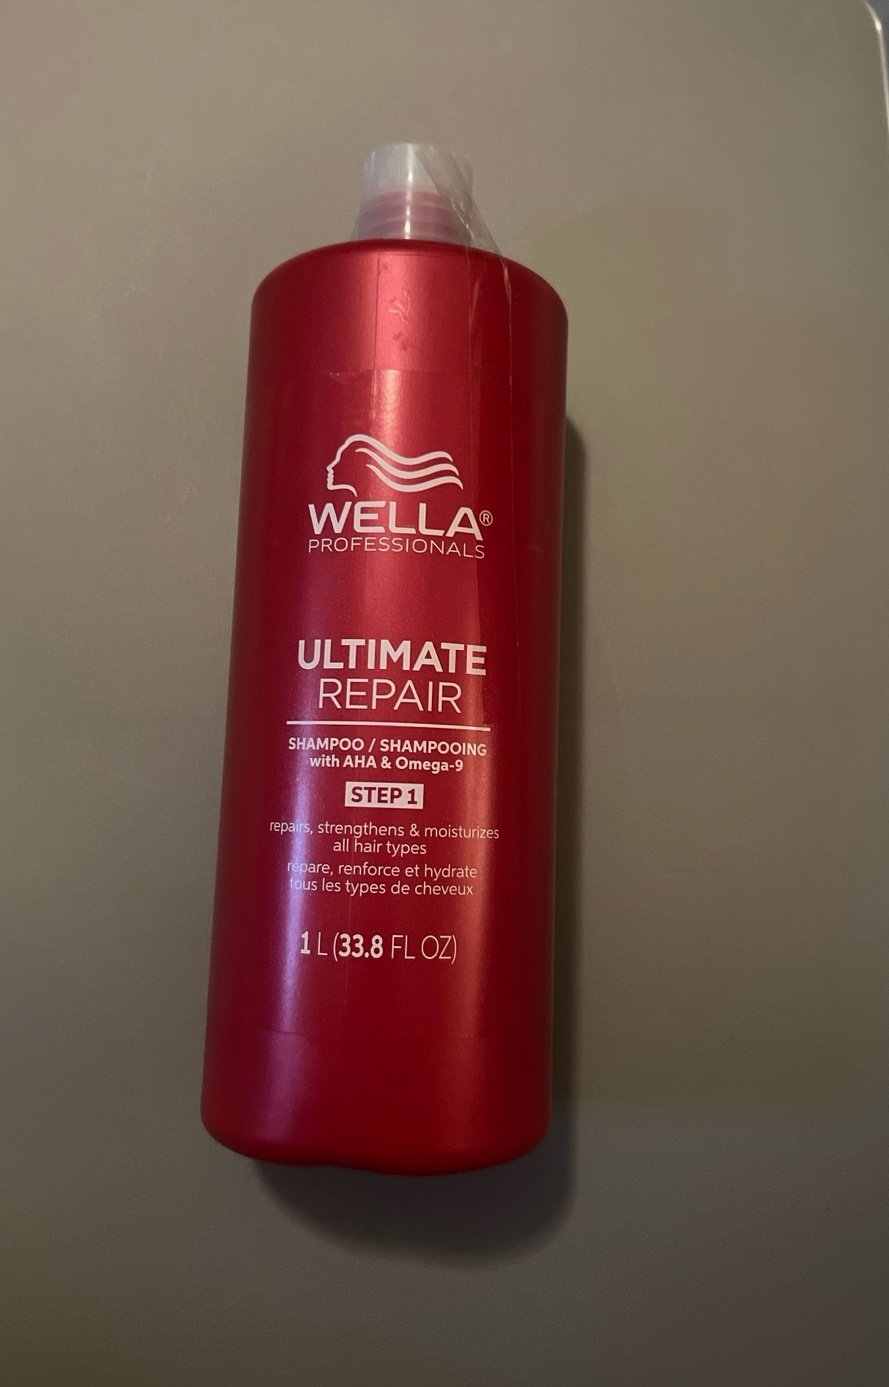 WELLA®
PROFESSIONALS
ULTIMATE
REPAIR
SHAMPOO / SHAMPOOING
with AHA & Omega-9
STEP 1
repairs, strengthens & moisturizes
all hair types
répare, renforce et hydrate
tous les types de cheveux
1 L (33.8 FL OZ)